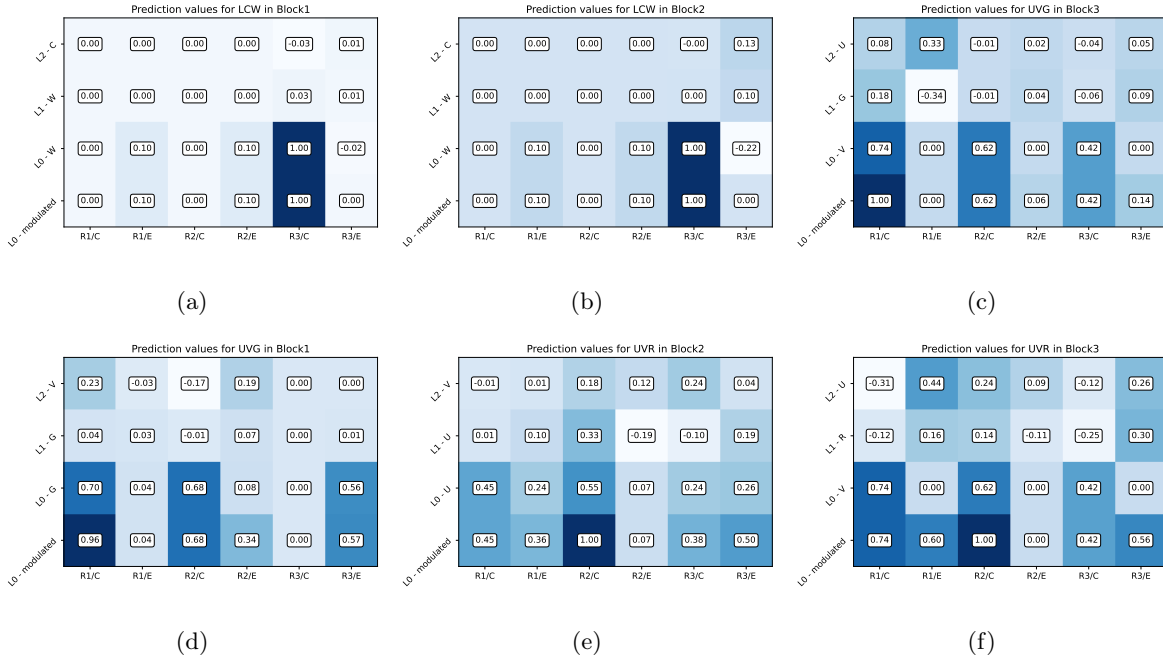 Prediction values for LCW in Block1
L2 - C 0.00 0.00 0.00 0.00 -0.03 0.01
L1 - W 0.00 0.00 0.00 0.00 0.03 0.01
L0 - W 0.00 0.10 0.00 0.10 1.00 -0.02
L0 - modulated 0.00 0.10 0.00 0.10 1.00 0.00
R1/C R1/E R2/C R2/E R3/C R3/E
(a)
Prediction values for LCW in Block2
L2 - C 0.00 0.00 0.00 0.00 -0.00 0.13
L1 - W 0.00 0.00 0.00 0.00 0.00 0.10
L0 - W 0.00 0.10 0.00 0.10 1.00 -0.22
L0 - modulated 0.00 0.10 0.00 0.10 1.00 0.00
R1/C R1/E R2/C R2/E R3/C R3/E
(b)
Prediction values for UVG in Block3
L2 - U 0.08 0.33 -0.01 0.02 -0.04 0.05
L1 - G 0.18 -0.34 -0.01 0.04 -0.06 0.09
L0 - V 0.74 0.00 0.62 0.00 0.42 0.00
L0 - modulated 1.00 0.00 0.62 0.06 0.42 0.14
R1/C R1/E R2/C R2/E R3/C R3/E
(c)
Prediction values for UVG in Block1
L2 - V 0.23 -0.03 -0.17 0.19 0.00 0.00
L1 - G 0.04 0.03 -0.01 0.07 0.00 0.01
L0 - G 0.70 0.04 0.68 0.08 0.00 0.56
L0 - modulated 0.96 0.04 0.68 0.34 0.00 0.57
R1/C R1/E R2/C R2/E R3/C R3/E
(d)
Prediction values for UVR in Block2
L2 - V -0.01 0.01 0.18 0.12 0.24 0.04
L1 - U 0.01 0.10 0.33 -0.19 -0.10 0.19
L0 - U 0.45 0.24 0.55 0.07 0.24 0.26
L0 - modulated 0.45 0.36 1.00 0.07 0.38 0.50
R1/C R1/E R2/C R2/E R3/C R3/E
(e)
Prediction values for UVR in Block3
L2 - U -0.31 0.44 0.24 0.09 -0.12 0.26
L1 - R -0.12 0.16 0.14 -0.11 -0.25 0.30
L0 - V 0.74 0.00 0.62 0.00 0.42 0.00
L0 - modulated 0.74 0.60 1.00 0.00 0.42 0.56
R1/C R1/E R2/C R2/E R3/C R3/E
(f)